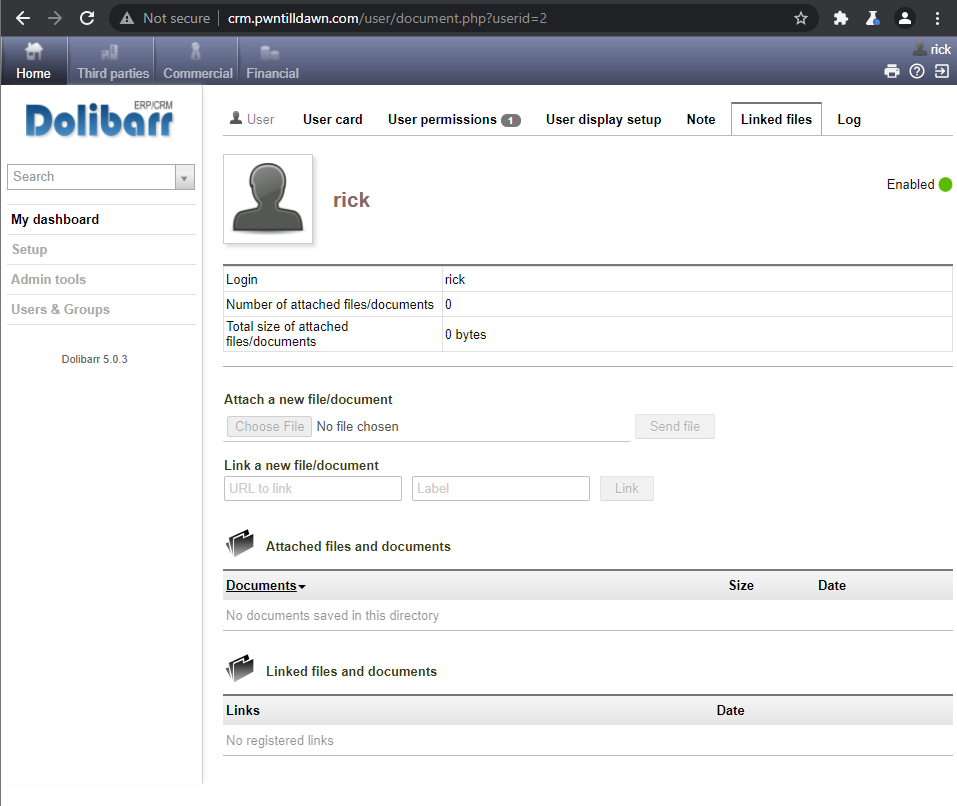 Not secure crm.pwntilldawn.com/user/document.php?userid=2
Home Third parties Commercial Financial rick
Dolibarr ERP/CRM
User User card User permissions 1 User display setup Note Linked files Log
Search
rick
Enabled
My dashboard
Setup
Admin tools
Users & Groups
Dolibarr 5.0.3
Login rick
Number of attached files/documents 0
Total size of attached
files/documents 0 bytes
Attach a new file/document
Choose File No file chosen Send file
Link a new file/document
URL to link Label Link
Attached files and documents
Documents Size Date
No documents saved in this directory
Linked files and documents
Links Date
No registered links